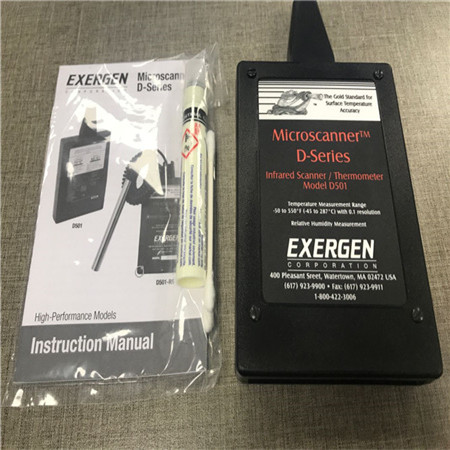 EXERGEN
CORPORATION
Microscann
D-Series
D501
D501-R
High-Performance Models
Instruction Manual
The Gold Standard for
Surface Temperature
Accuracy
Microscanner™
D-Series
Infrared Scanner / Thermometer
Model D501
Temperature Measurement Range
-50 to 550°F (-45 to 287°C) with 0.1 resolution
Relative Humidity Measurement
EXERGEN
CORPORATION
400 Pleasant Sreet, Watertown, MA 02472 USA
(617) 923-9900 • Fax: (617) 923-9911
1-800-422-3006